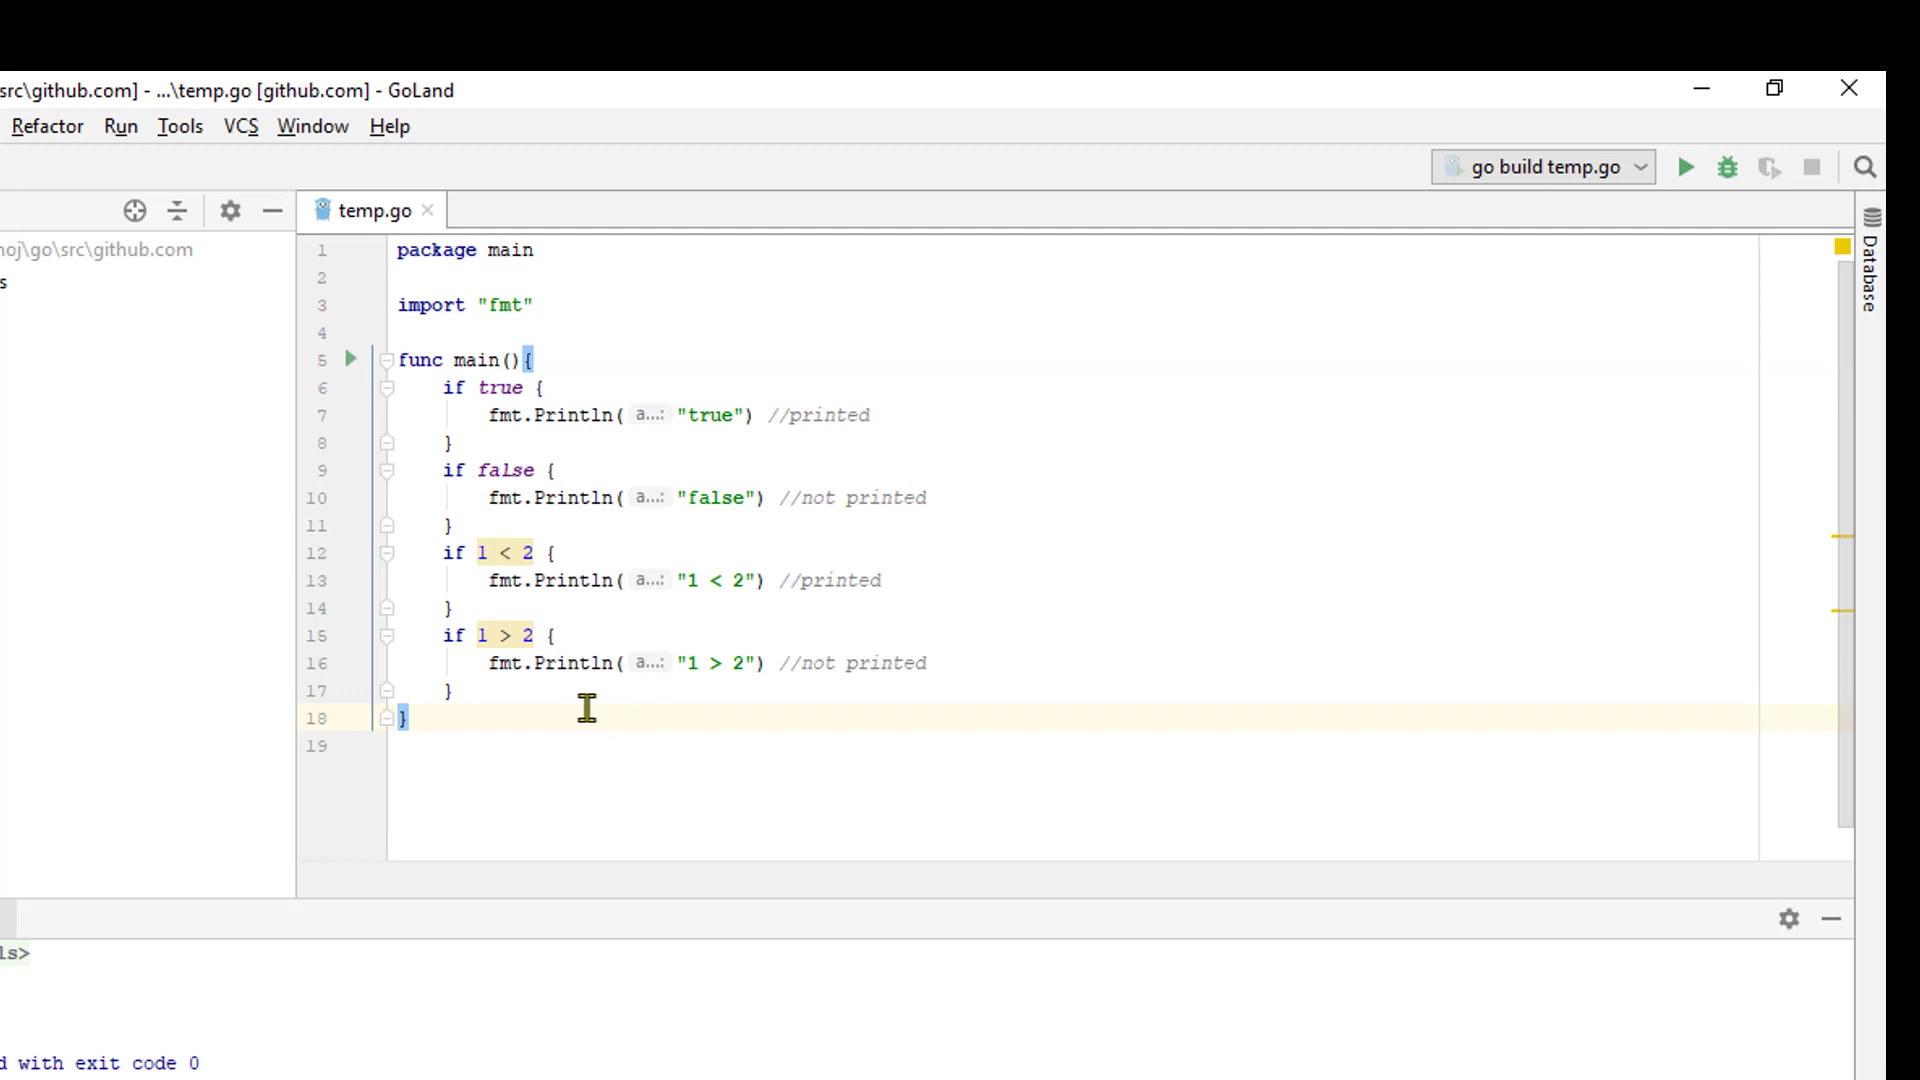 src\github.com] - ...\temp.go [github.com] - GoLand
Refactor Run Tools VCS Window Help
go build temp.go
temp.go
noj\go\src\github.com
s
Database
1 package main
2
3 import "fmt"
4
5 func main(){
6 if true {
7 fmt.Println( a...: "true") //printed
8 }
9 if false {
10 fmt.Println( a...: "false") //not printed
11 }
12 if 1 < 2 {
13 fmt.Println( a...: "1 < 2") //printed
14 }
15 if 1 > 2 {
16 fmt.Println( a...: "1 > 2") //not printed
17 }
18 }
19
ls>
d with exit code 0